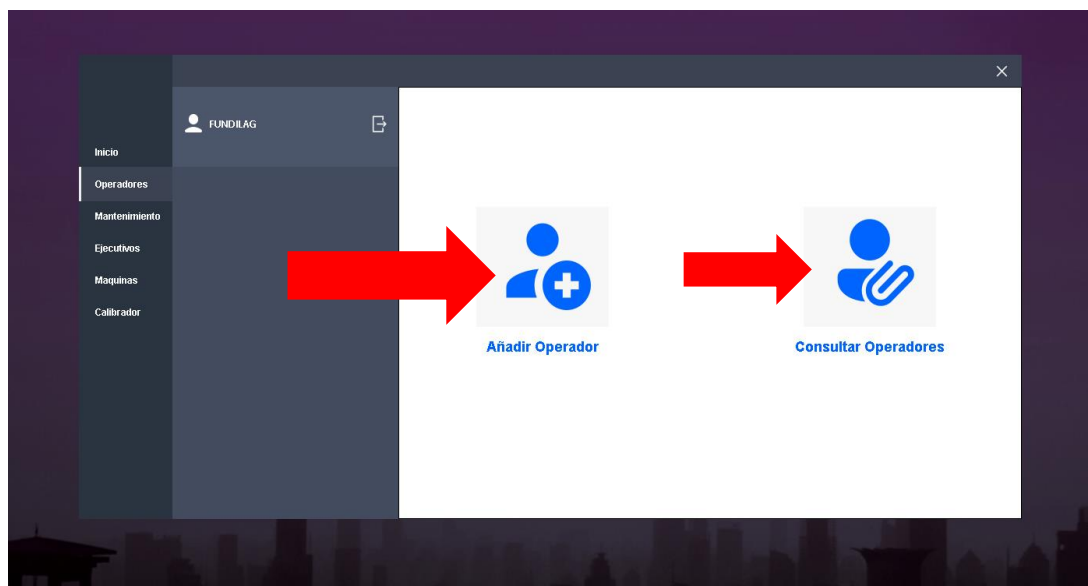 FUNDILAG
Inicio
Operadores
Mantenimiento
Ejecutivos
Maquinas
Calibrador
Añadir Operador
Consultar Operadores